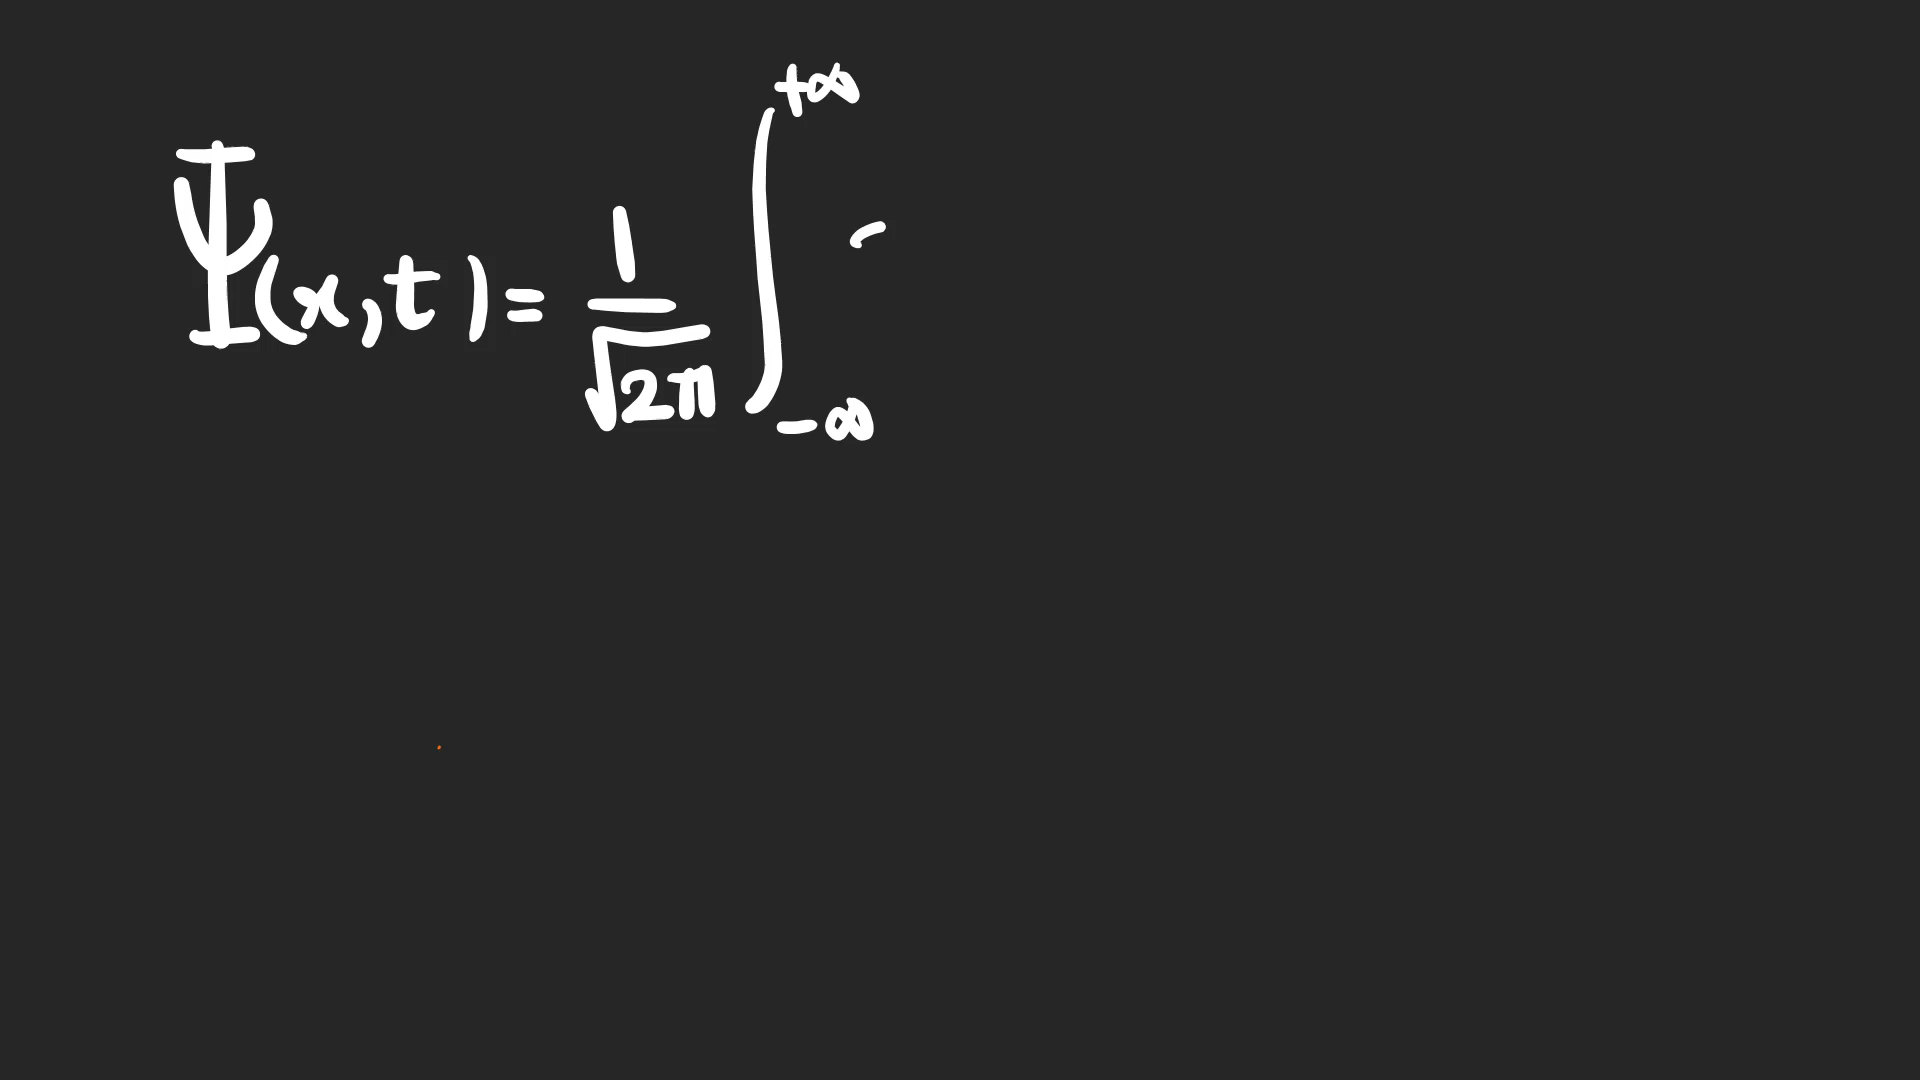 Ψ(x,t) = 1/√2π ∫_{-∞}^{+∞}